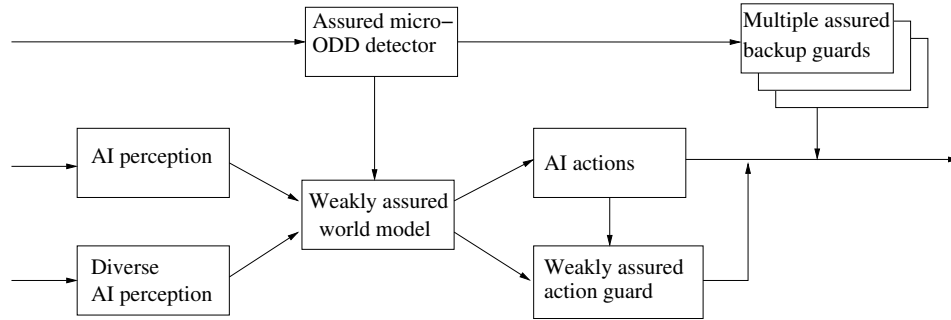 Assured micro−
ODD detector
Multiple assured
backup guards
AI perception
Weakly assured
world model
AI actions
Diverse
AI perception
Weakly assured
action guard